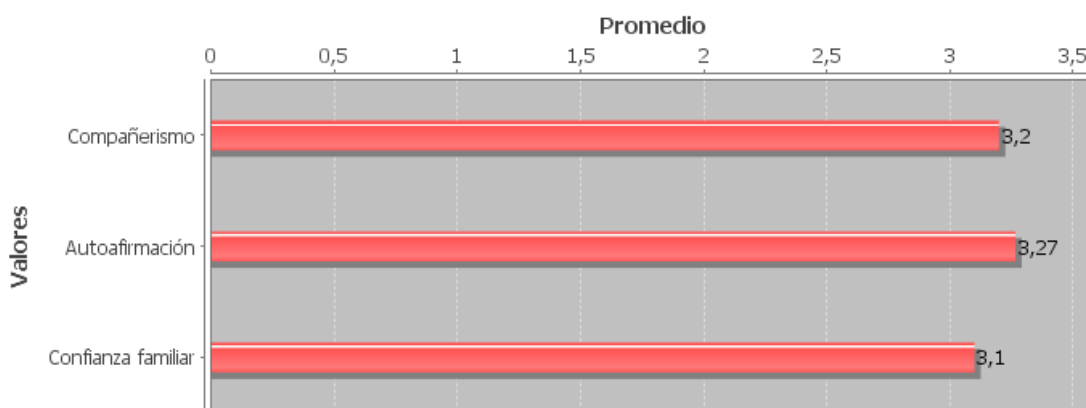 Promedio
0 0,5 1 1,5 2 2,5 3 3,5
Valores
Compañerismo 3,2
Autoafirmación 3,27
Confianza familiar 3,1